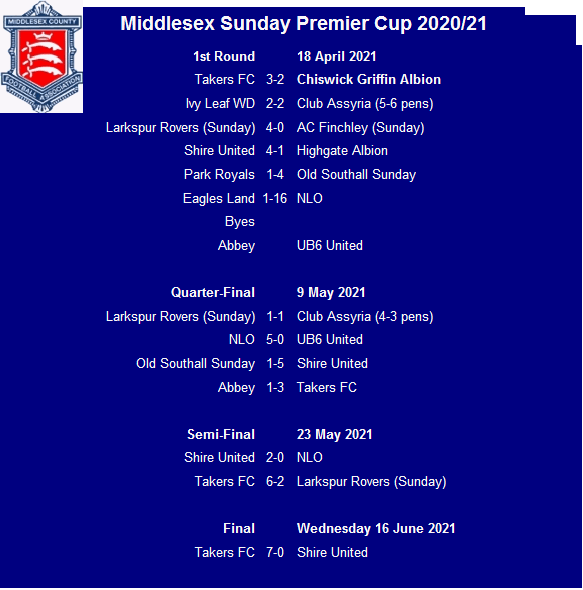 MIDDLESEX COUNTY
FOOTBALL ASSOCIATION
Middlesex Sunday Premier Cup 2020/21
1st Round 18 April 2021
Takers FC 3-2 Chiswick Griffin Albion
Ivy Leaf WD 2-2 Club Assyria (5-6 pens)
Larkspur Rovers (Sunday) 4-0 AC Finchley (Sunday)
Shire United 4-1 Highgate Albion
Park Royals 1-4 Old Southall Sunday
Eagles Land 1-16 NLO
Byes
Abbey UB6 United
Quarter-Final 9 May 2021
Larkspur Rovers (Sunday) 1-1 Club Assyria (4-3 pens)
NLO 5-0 UB6 United
Old Southall Sunday 1-5 Shire United
Abbey 1-3 Takers FC
Semi-Final 23 May 2021
Shire United 2-0 NLO
Takers FC 6-2 Larkspur Rovers (Sunday)
Final Wednesday 16 June 2021
Takers FC 7-0 Shire United